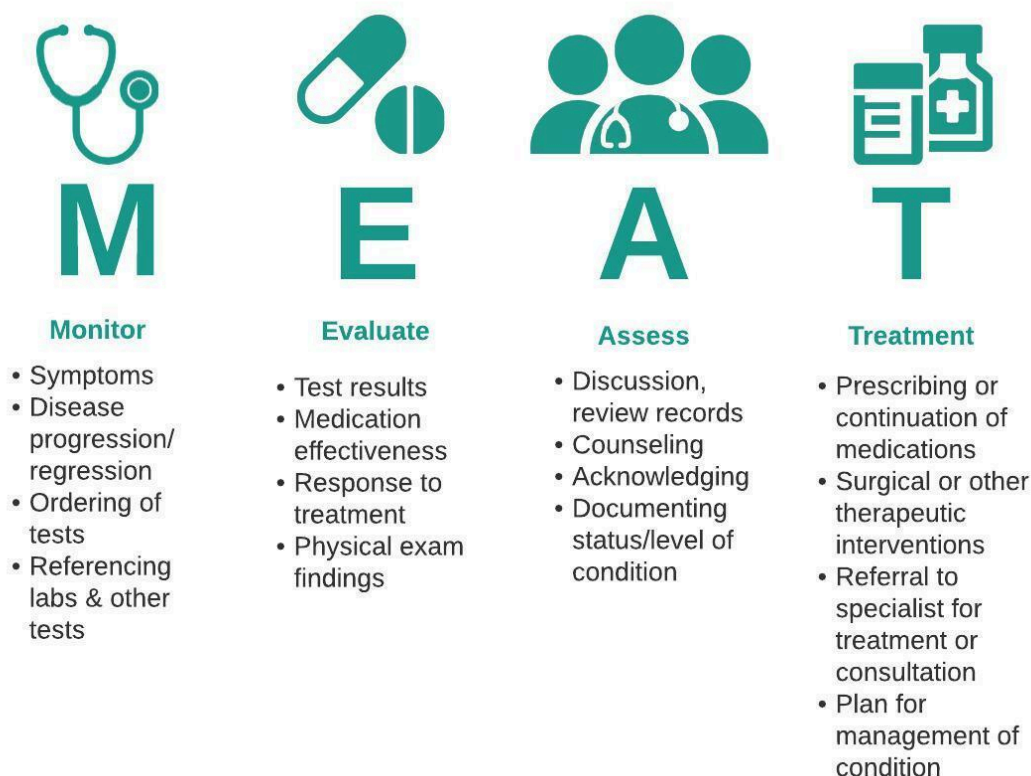 M
Monitor
• Symptoms
• Disease
progression/
regression
• Ordering of
tests
• Referencing
labs & other
tests
E
Evaluate
• Test results
• Medication
effectiveness
• Response to
treatment
• Physical exam
findings
A
Assess
• Discussion,
review records
• Counseling
• Acknowledging
• Documenting
status/level of
condition
T
Treatment
• Prescribing or
continuation of
medications
• Surgical or other
therapeutic
interventions
• Referral to
specialist for
treatment or
consultation
• Plan for
management of
condition